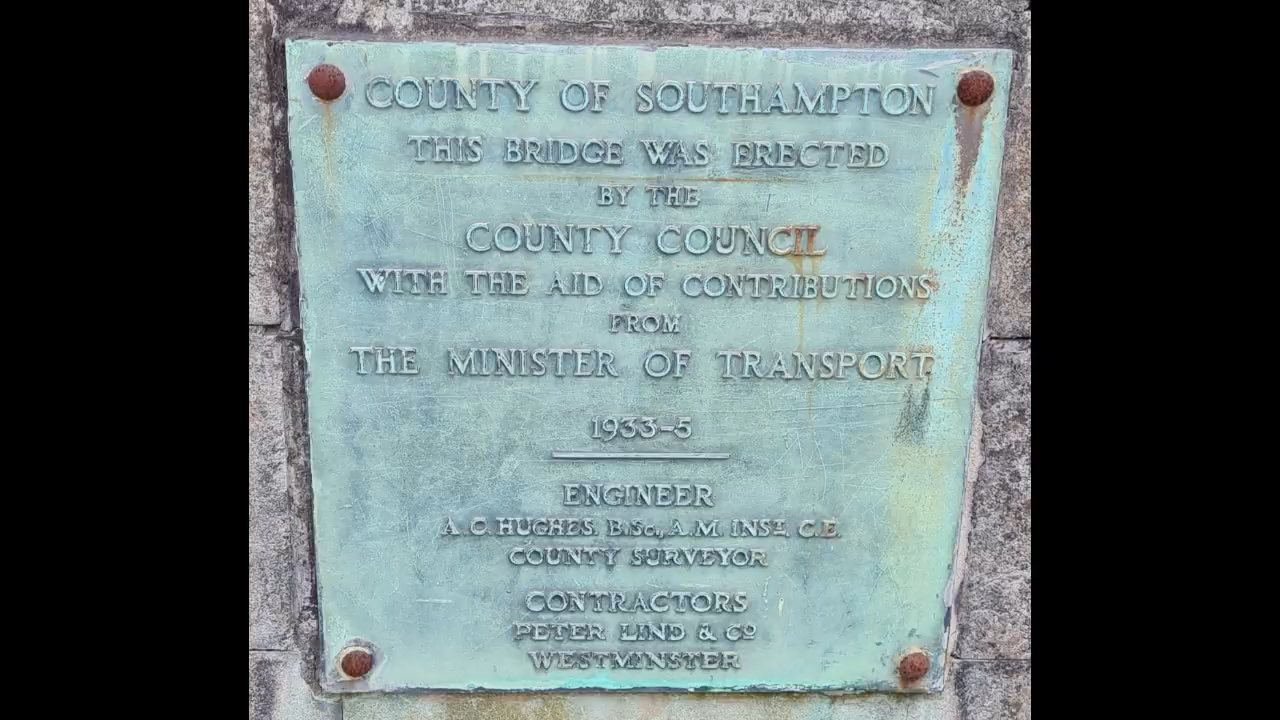 COUNTY OF SOUTHAMPTON
THIS BRIDGE WAS ERECTED
BY THE
COUNTY COUNCIL
WITH THE AID OF CONTRIBUTIONS
FROM
THE MINISTER OF TRANSPORT
1933-5
ENGINEER
A.C. HUGHES. B.Sc., A.M. INST. C.E.
COUNTY SURVEYOR
CONTRACTORS
PETER LIND & Co
WESTMINSTER